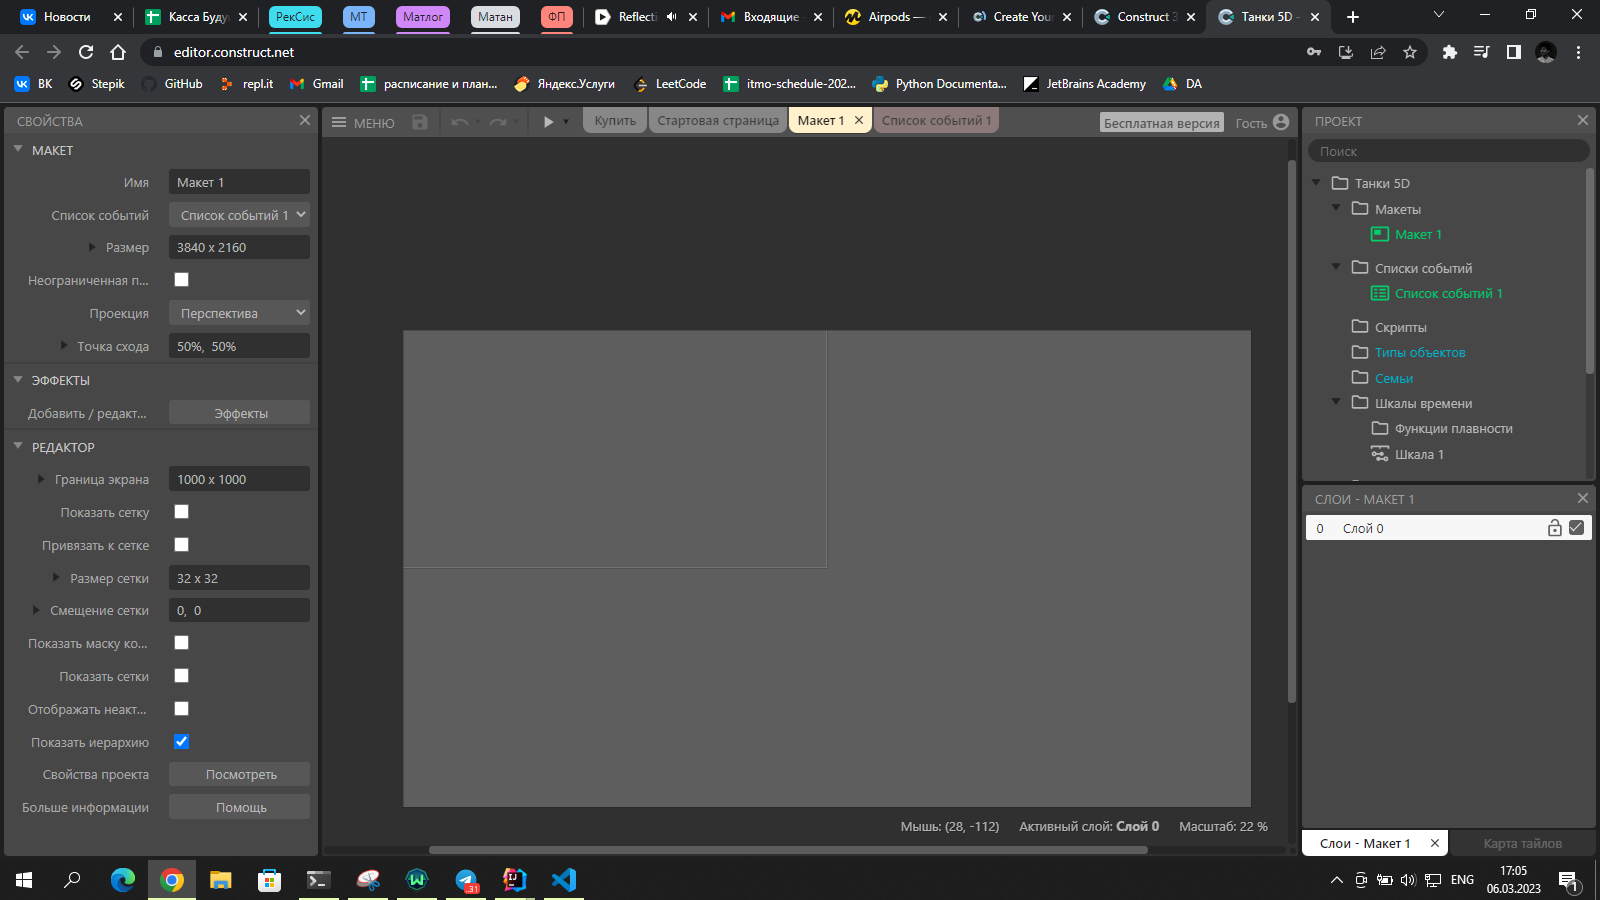 Новости
Касса Буду
РекСис
МТ
Матлог
Матан
ФП
Reflecti
Входящие
Airpods —
Create You
Construct 3
Танки 5D -
editor.construct.net
ВК
Stepik
GitHub
repl.it
Gmail
расписание и план...
Яндекс.Услуги
LeetCode
itmo-schedule-202...
Python Documenta...
JetBrains Academy
DA
СВОЙСТВА
МАКЕТ
Имя
Макет 1
Список событий
Список событий 1
Размер
3840 x 2160
Неограниченная п...
Проекция
Перспектива
Точка схода
50%, 50%
ЭФФЕКТЫ
Добавить / редакт...
Эффекты
РЕДАКТОР
Граница экрана
1000 x 1000
Показать сетку
Привязать к сетке
Размер сетки
32 x 32
Смещение сетки
0, 0
Показать маску ко...
Показать сетки
Отображать неакт...
Показать иерархию
Свойства проекта
Посмотреть
Больше информации
Помощь
МЕНЮ
Купить
Стартовая страница
Макет 1
Список событий 1
Бесплатная версия
Гость
Мышь: (28, -112)
Активный слой: Слой 0
Масштаб: 22 %
ПРОЕКТ
Поиск
Танки 5D
Макеты
Макет 1
Списки событий
Список событий 1
Скрипты
Типы объектов
Семьи
Шкалы времени
Функции плавности
Шкала 1
СЛОИ - МАКЕТ 1
0
Слой 0
Слои - Макет 1
Карта тайлов
31
ENG
17:05
06.03.2023
1